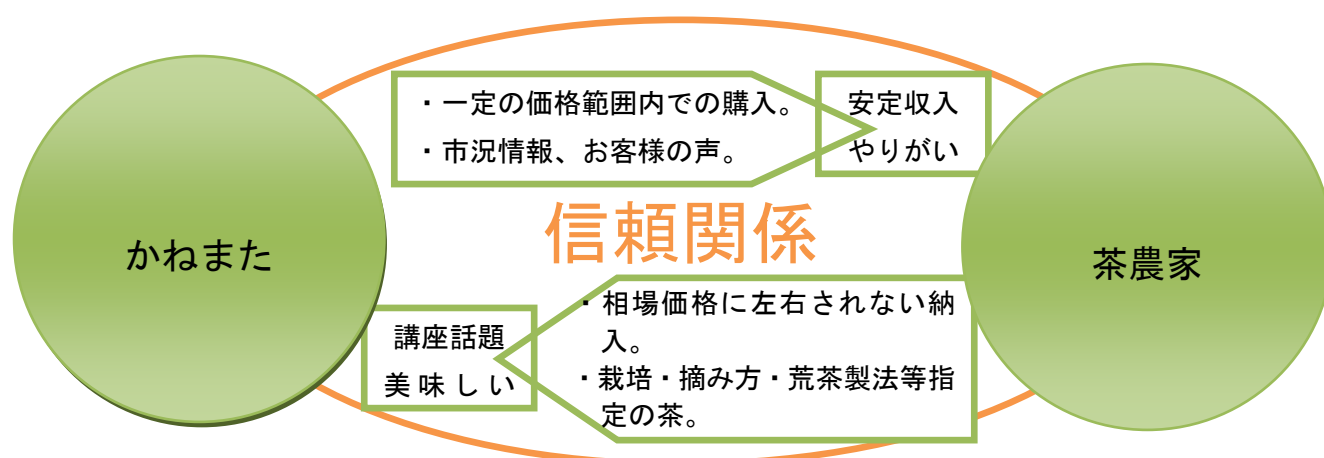 ・一定の価格範囲内での購入。
・市況情報、お客様の声。
安定収入
やりがい
信頼関係
かねまた
茶農家
講座話題
美味しい
・相場価格に左右されない納
入。
・栽培・摘み方・荒茶製法等指
定の茶。